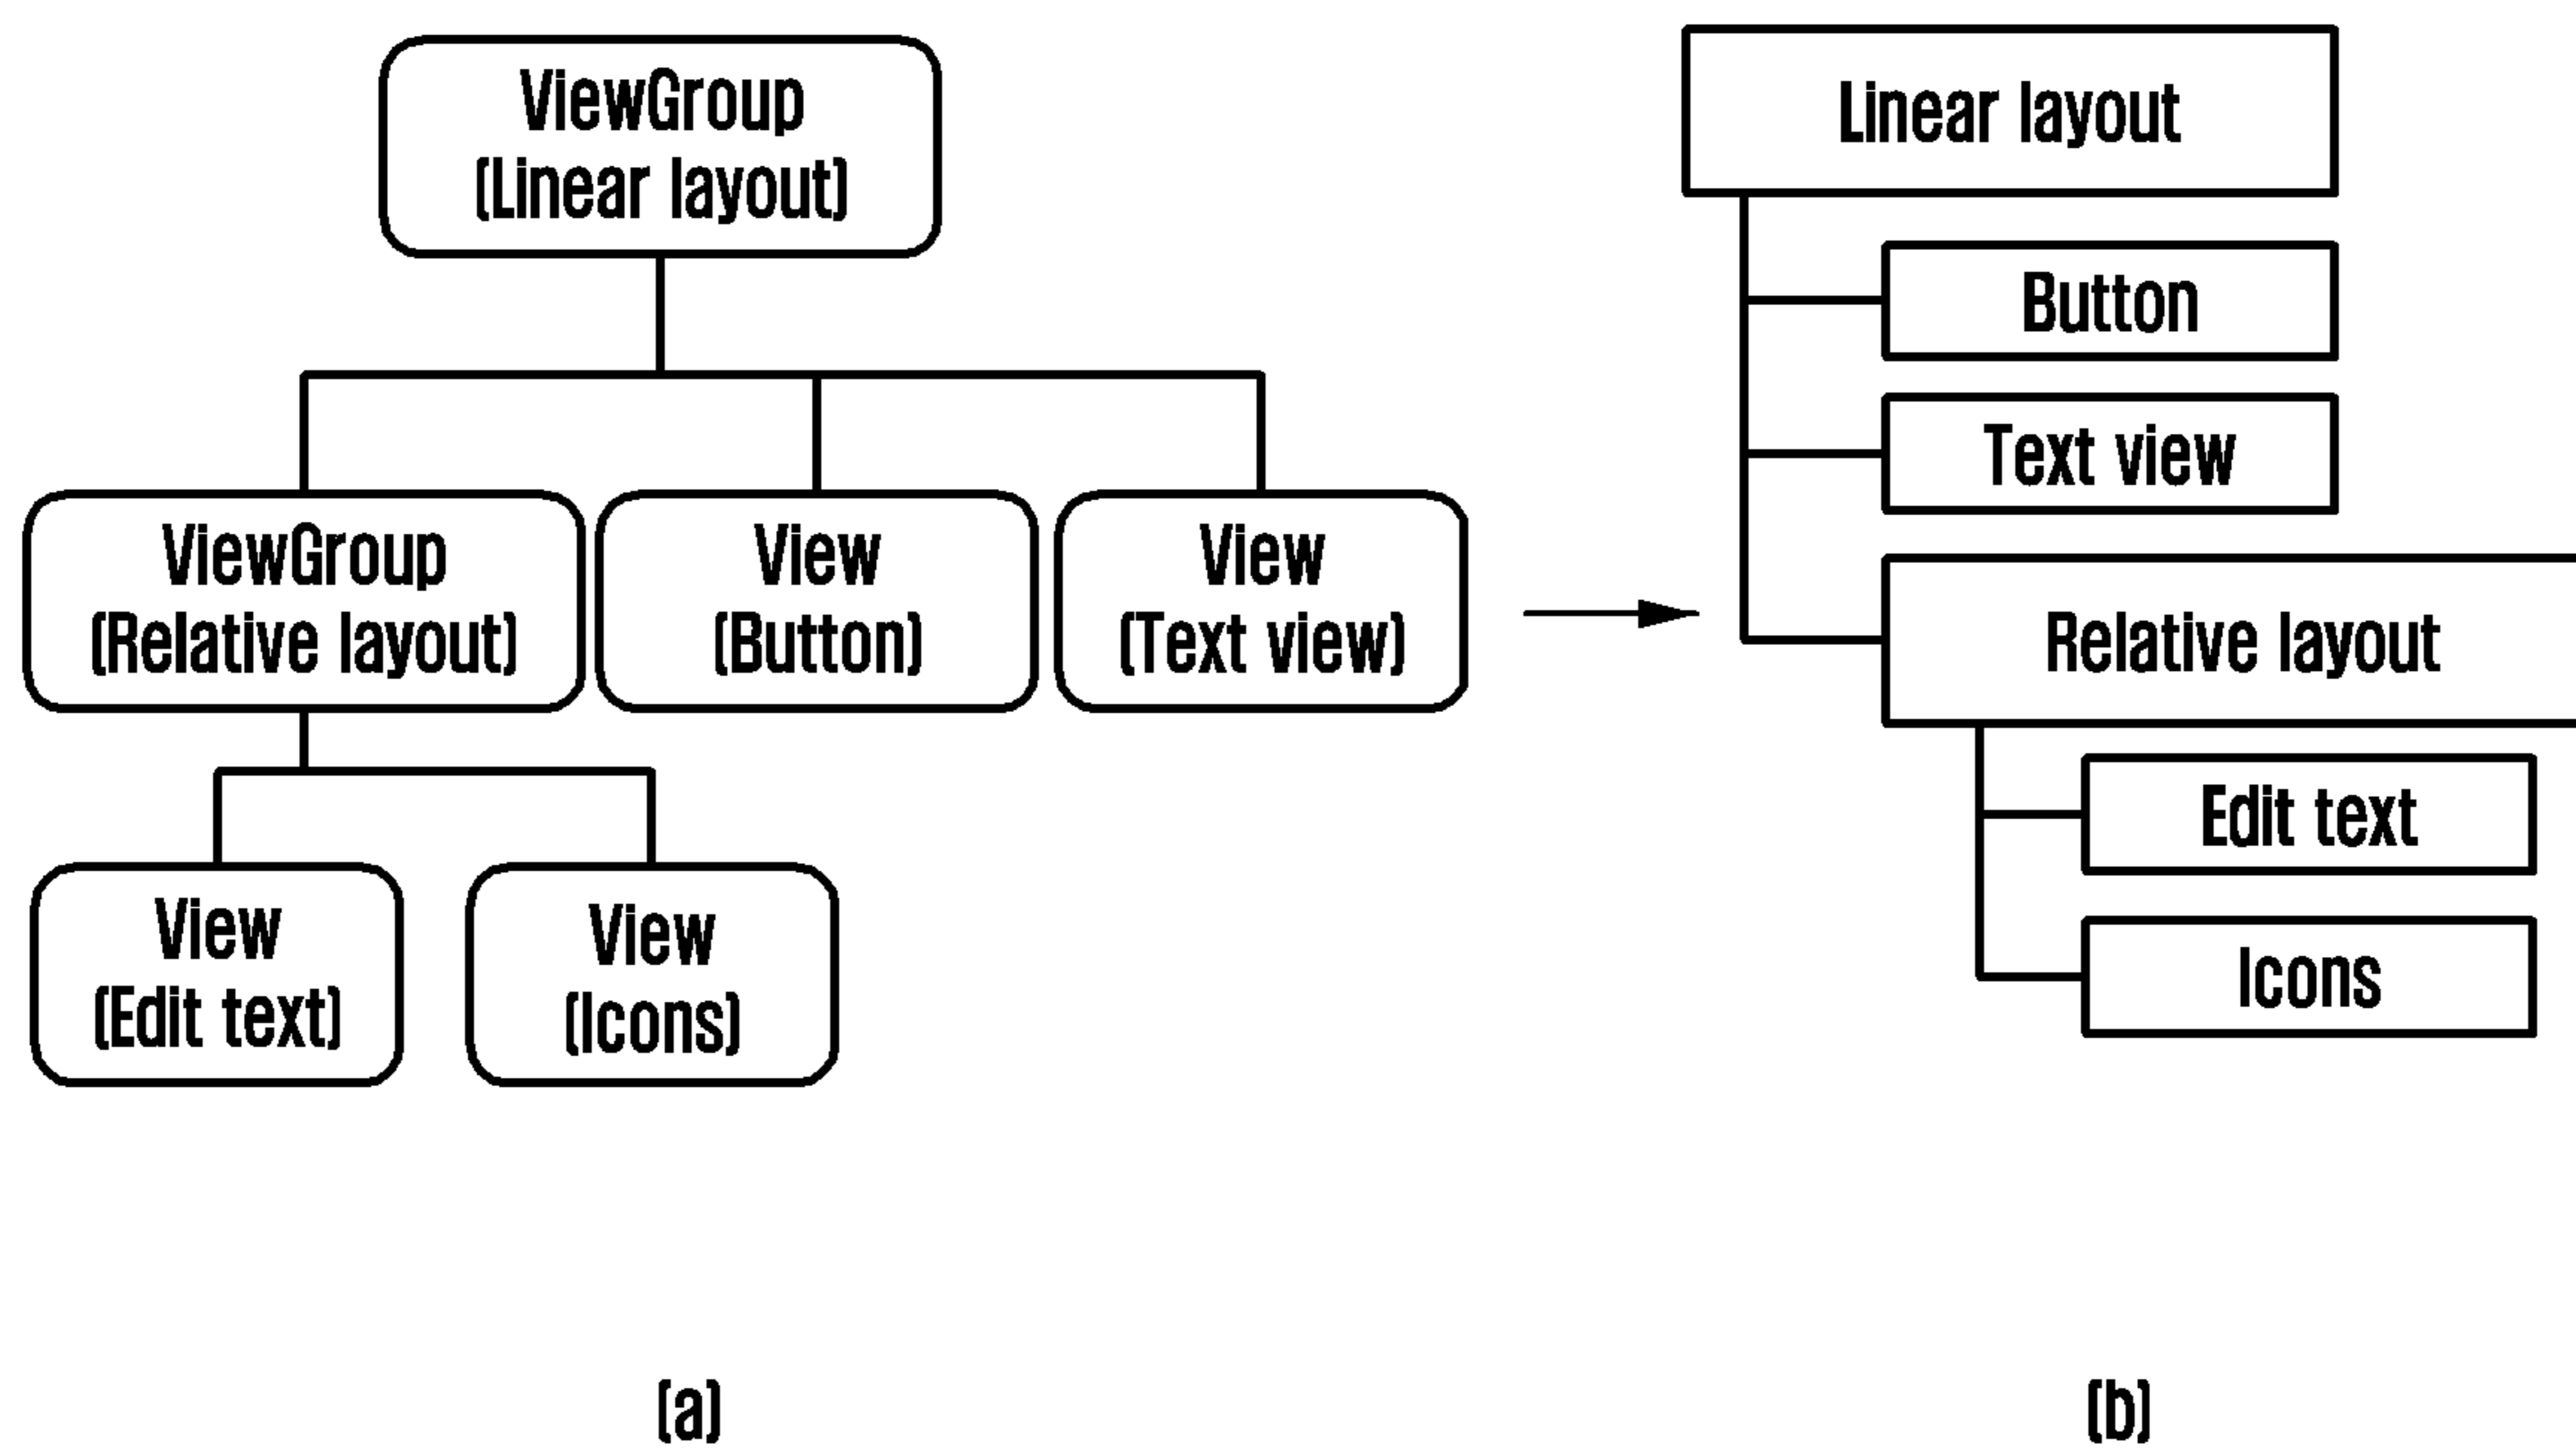 ViewGroup
(Linear layout)
ViewGroup
(Relative layout)
View
(Button)
View
(Text view)
View
(Edit text)
View
(Icons)
(a)
Linear layout
Button
Text view
Relative layout
Edit text
Icons
(b)